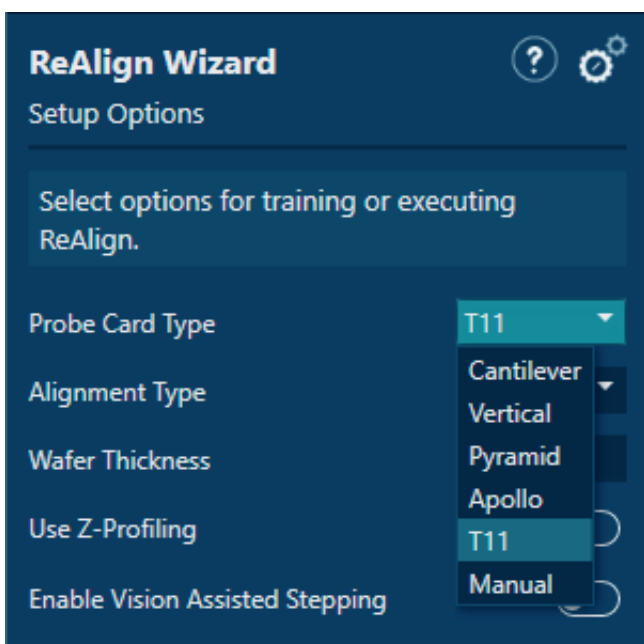 ReAlign Wizard
?
Setup Options
Select options for training or executing
ReAlign.
Probe Card Type
T11
Cantilever
Alignment Type
Vertical
Wafer Thickness
Pyramid
Apollo
Use Z-Profiling
T11
Manual
Enable Vision Assisted Stepping